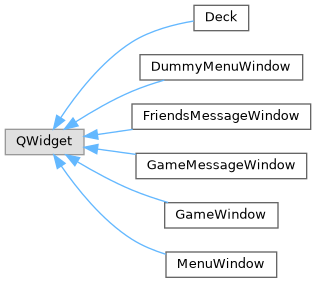 Deck
DummyMenuWindow
FriendsMessageWindow
QWidget
GameMessageWindow
GameWindow
MenuWindow